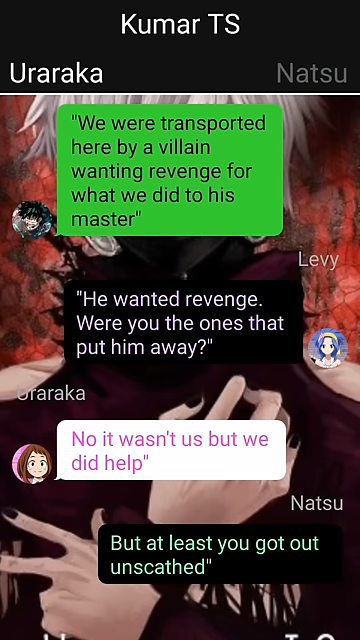 Kumar TS
Uraraka Natsu
"We were transported
here by a villain
wanting revenge for
what we did to his
master"
Levy
"He wanted revenge.
Were you the ones that
put him away?"
Uraraka
No it wasn't us but we
did help"
Natsu
But at least you got out
unscathed"